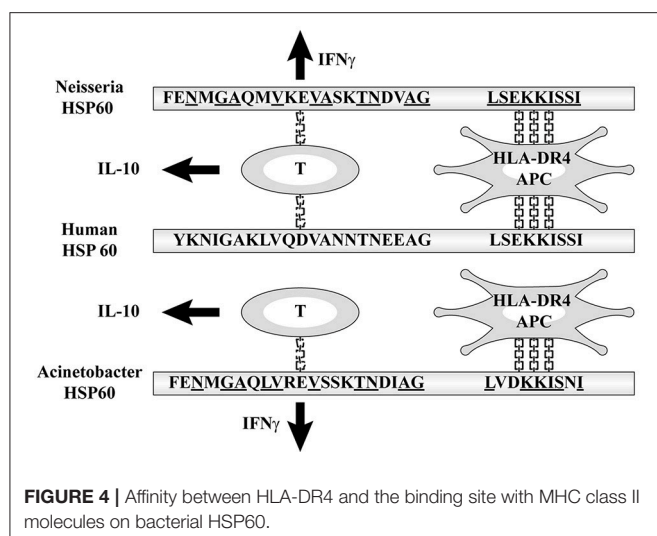 IFNγ
Neisseria
HSP60
FENMGAQMVKEVASKTNDVAG LSEKKISSI
IL-10
T
HLA-DR4
APC
Human
HSP 60
YKNIGAKLVQDVANNTNEEAG LSEKKISSI
IL-10
T
HLA-DR4
APC
Acinetobacter
HSP60
FENMGAQLVREVSSKTNDIAG LVDKKISNI
IFNγ
FIGURE 4 | Affinity between HLA-DR4 and the binding site with MHC class II
molecules on bacterial HSP60.